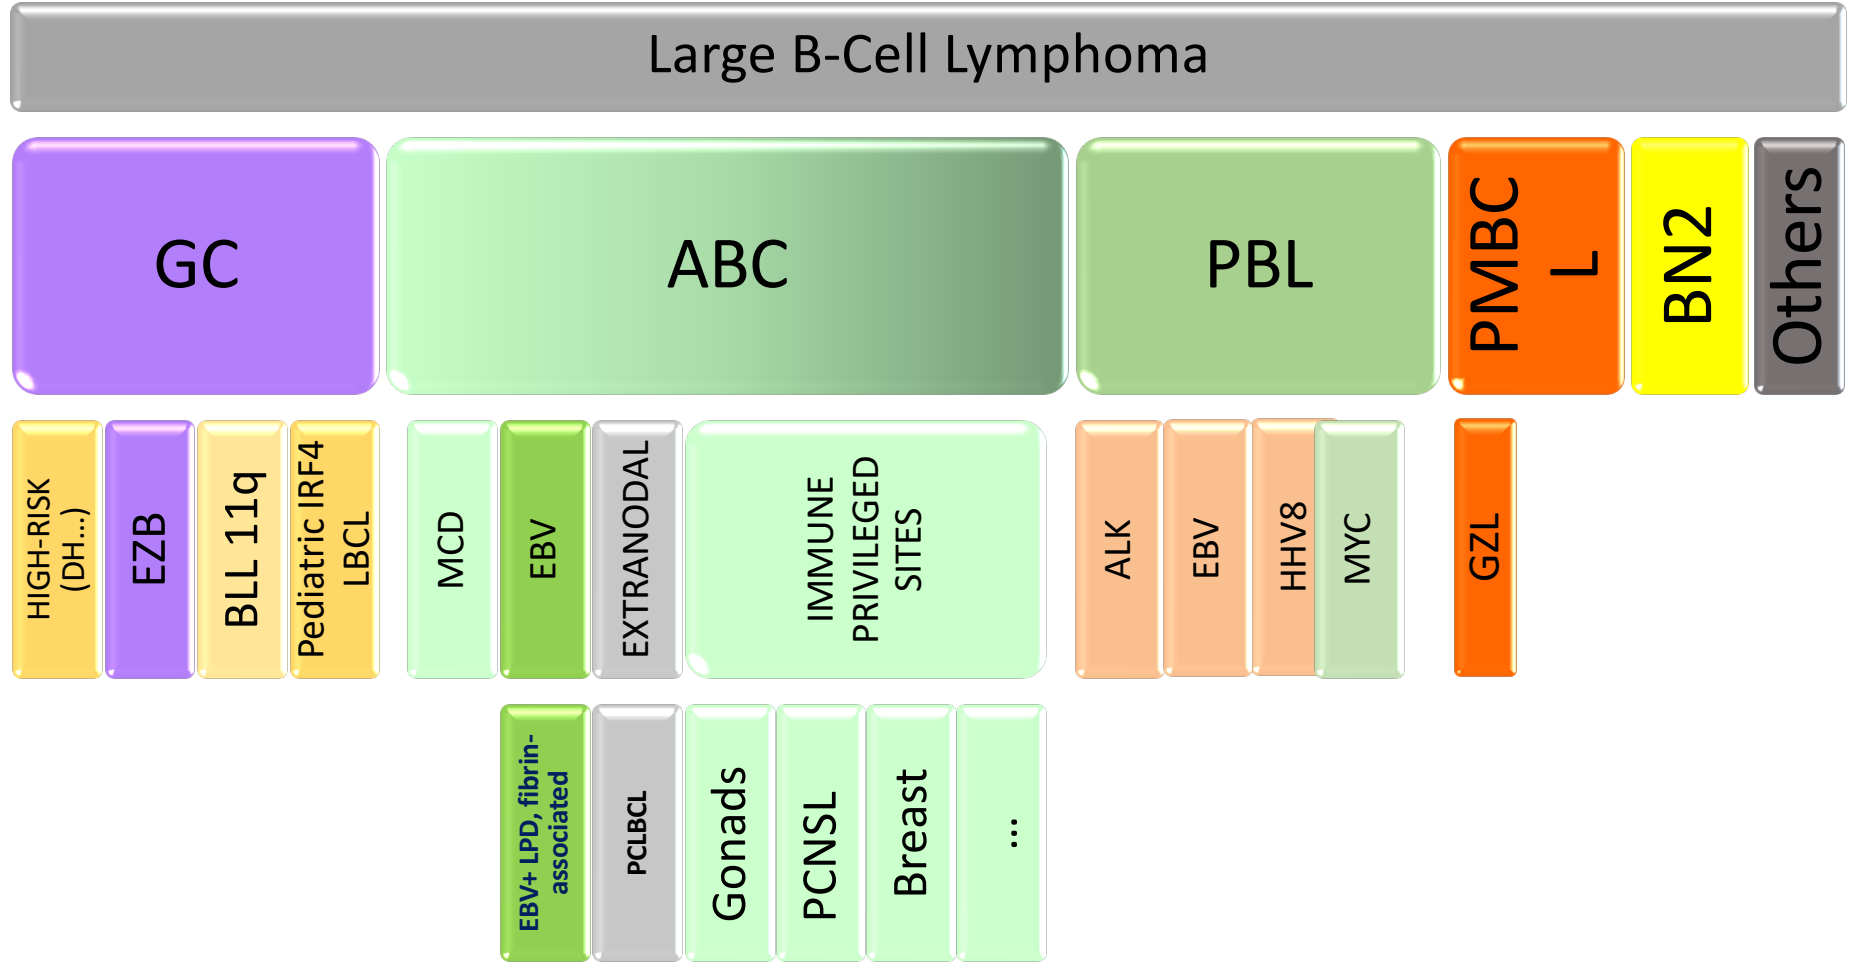 Large B-Cell Lymphoma
GC
ABC
PBL
PMBC
L
BN2
Others
HIGH-RISK
(DH...)
EZB
BLL 11q
Pediatric IRF4
LBCL
MCD
EBV
EXTRANODAL
IMMUNE
PRIVILEGED
SITES
ALK
EBV
HHV8
MYC
GZL
EBV+ LPD, fibrin-
associated
PCLBCL
Gonads
PCNSL
Breast
...